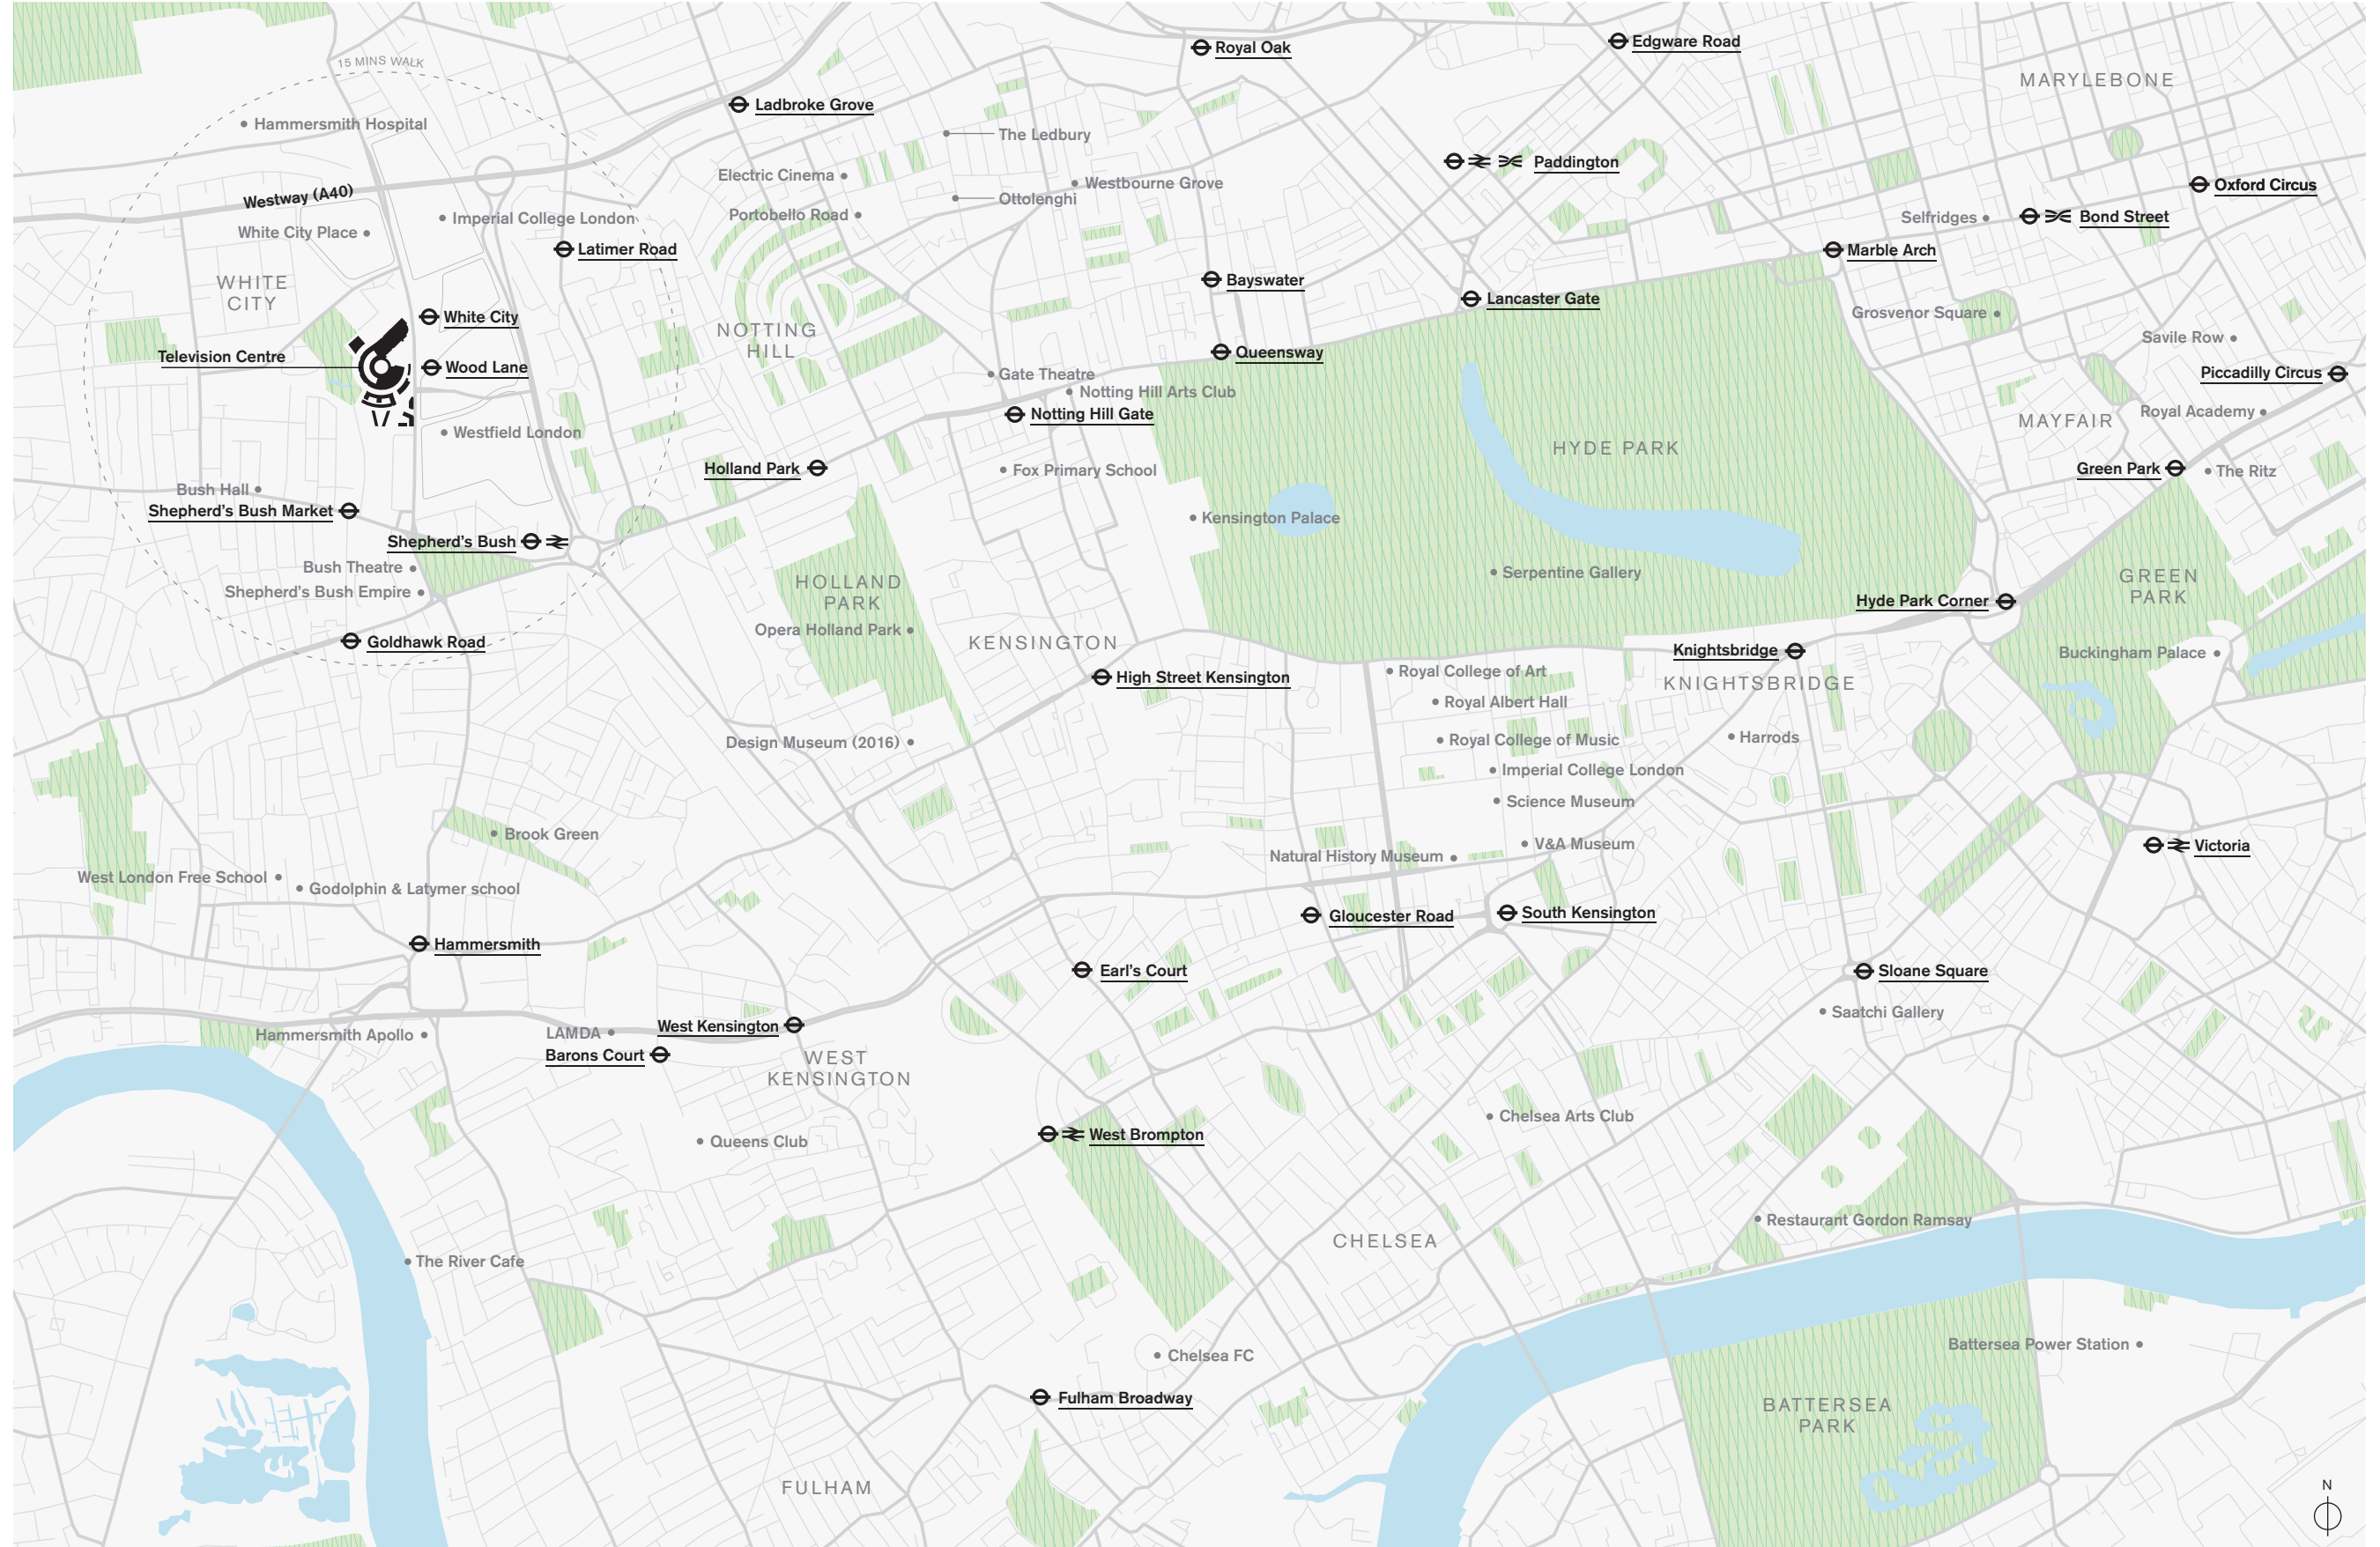 Royal Oak
Edgware Road
15 MINS WALK
MARYLEBONE
Ladbroke Grove
Hammersmith Hospital
The Ledbury
Paddington
Electric Cinema
Westbourne Grove
Oxford Circus
Westway (A40)
Ottolenghi
Imperial College London
Portobello Road
Selfridges
Bond Street
White City Place
Latimer Road
Marble Arch
WHITE
CITY
Bayswater
Lancaster Gate
Grosvenor Square
White City
NOTTING
HILL
Savile Row
Television Centre
Queensway
Wood Lane
Gate Theatre
Piccadilly Circus
Notting Hill Arts Club
Notting Hill Gate
Royal Academy
MAYFAIR
Westfield London
HYDE PARK
Holland Park
Fox Primary School
Green Park
The Ritz
Bush Hall
Shepherd's Bush Market
Kensington Palace
Shepherd's Bush
Bush Theatre
Serpentine Gallery
HOLLAND
PARK
GREEN
PARK
Shepherd's Bush Empire
Hyde Park Corner
Opera Holland Park
Goldhawk Road
KENSINGTON
Knightsbridge
Buckingham Palace
High Street Kensington
Royal College of Art
KNIGHTSBRIDGE
Royal Albert Hall
Design Museum (2016)
Royal College of Music
Harrods
Imperial College London
Science Museum
Brook Green
V&A Museum
Victoria
Natural History Museum
West London Free School
Godolphin & Latymer school
Gloucester Road
South Kensington
Hammersmith
Earl's Court
Sloane Square
Saatchi Gallery
West Kensington
Hammersmith Apollo
LAMDA
Barons Court
WEST
KENSINGTON
Chelsea Arts Club
West Brompton
Queens Club
Restaurant Gordon Ramsay
CHELSEA
The River Cafe
Battersea Power Station
Chelsea FC
Fulham Broadway
BATTERSEA
PARK
FULHAM
N